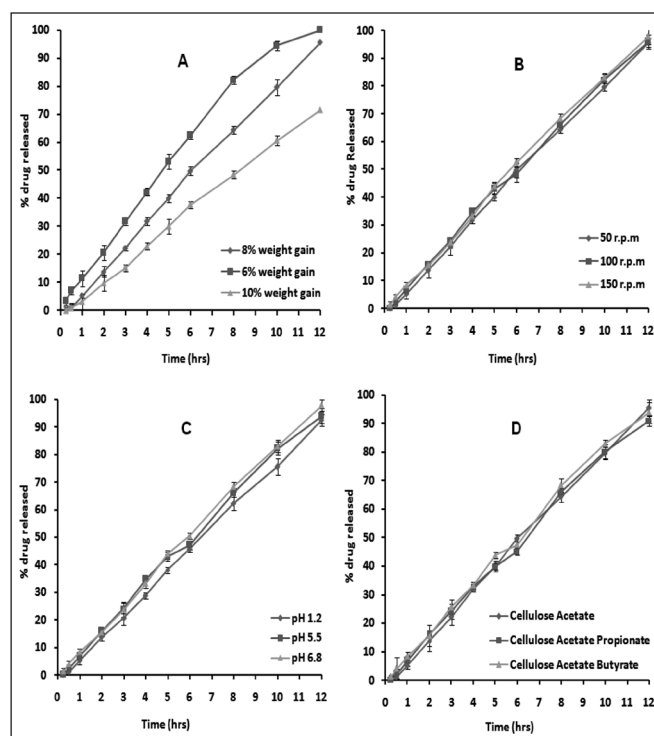 A
% drug released
100
90
80
70
60
50
40
30
20
10
0
8% weight gain
6% weight gain
10% weight gain
0 1 2 3 4 5 6 7 8 9 10 11 12
Time (hrs)
B
% drug Released
100
90
80
70
60
50
40
30
20
10
0
50 r.p.m
100 r.p.m
150 r.p.m
0 1 2 3 4 5 6 7 8 9 10 11 12
Time (hrs)
C
% drug released
100
90
80
70
60
50
40
30
20
10
0
pH 1.2
pH 5.5
pH 6.8
0 1 2 3 4 5 6 7 8 9 10 11 12
Time (hrs)
D
% drug released
100
90
80
70
60
50
40
30
20
10
0
Cellulose Acetate
Cellulose Acetate Propionate
Cellulose Acetate Butyrate
0 1 2 3 4 5 6 7 8 9 10 11 12
Time (hrs)